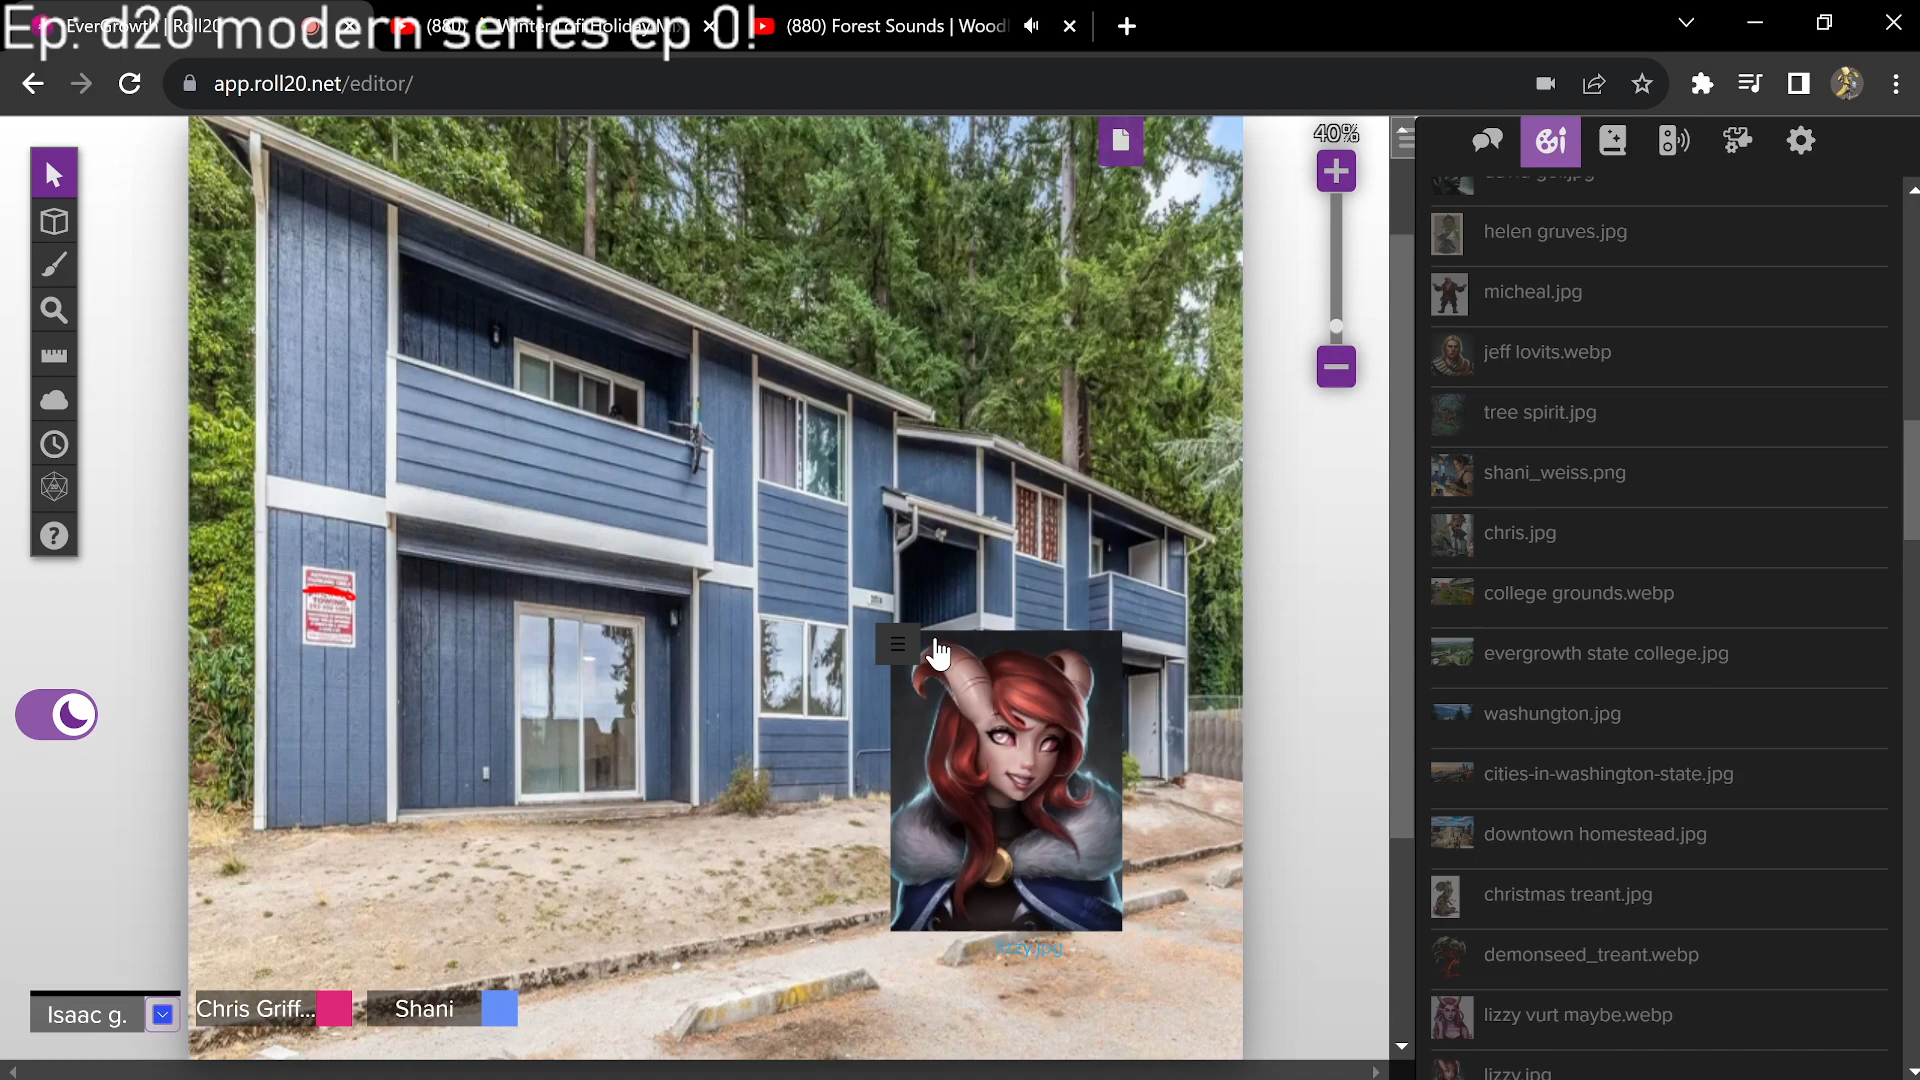 Ep: d20 modern series ep 0!
EverGrowth | Roll20
(880) Winter Lofi Holiday Mix
(880) Forest Sounds | Wood
app.roll20.net/editor/
40%
helen gruves.jpg
micheal.jpg
jeff lovits.webp
tree spirit.jpg
shani_weiss.png
chris.jpg
college grounds.webp
evergrowth state college.jpg
washungton.jpg
cities-in-washington-state.jpg
downtown homestead.jpg
christmas treant.jpg
demonseed_treant.webp
lizzy vurt maybe.webp
lizzy.jpg
TOWING
lizzy.jpg
Isaac g.
Chris Griff...
Shani